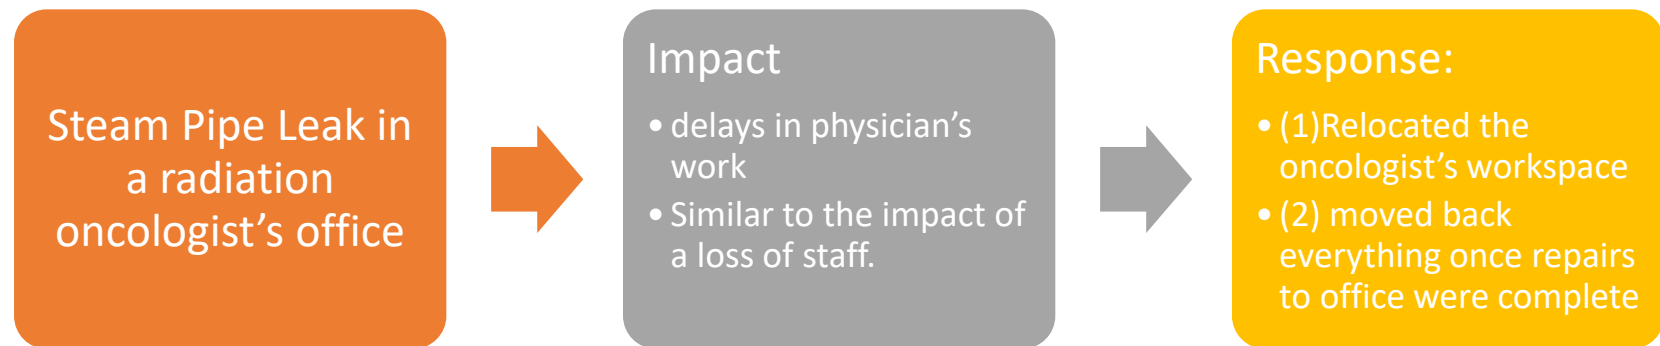 Steam Pipe Leak in
a radiation
oncologist's office
Impact
• delays in physician's
work
• Similar to the impact of
a loss of staff.
Response:
• (1)Relocated the
oncologist's workspace
• (2) moved back
everything once repairs
to office were complete